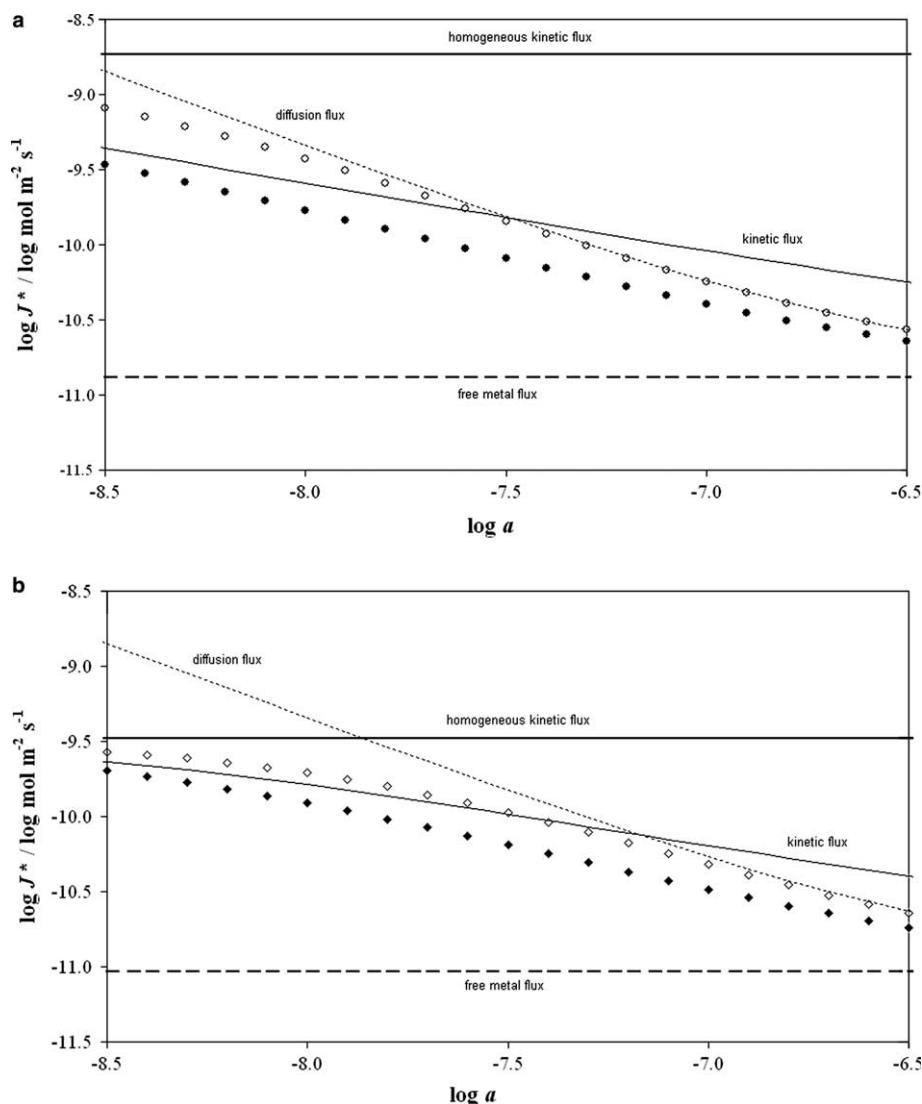 a
-8.5
homogeneous kinetic flux
-9.0
diffusion flux
-9.5
-10.0
kinetic flux
-10.5
-11.0
free metal flux
-11.5
-8.5 -8.0 -7.5 -7.0 -6.5
log J* / log mol m⁻² s⁻¹
log a
b
-8.5
diffusion flux
-9.0
homogeneous kinetic flux
-9.5
-10.0
kinetic flux
-10.5
-11.0
free metal flux
-11.5
-8.5 -8.0 -7.5 -7.0 -6.5
log J* / log mol m⁻² s⁻¹
log a